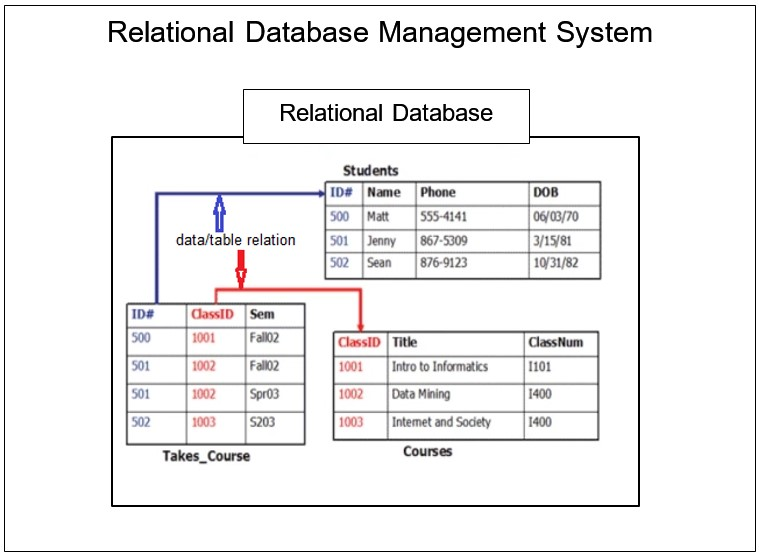 Relational Database Management System
Relational Database
Students
ID# Name Phone DOB
500 Matt 555-4141 06/03/70
501 Jenny 867-5309 3/15/81
502 Sean 876-9123 10/31/82
data/table relation
ID# ClassID Sem
500 1001 Fall02
501 1002 Fall02
501 1002 Spr03
502 1003 S203
Takes_Course
ClassID Title ClassNum
1001 Intro to Informatics I101
1002 Data Mining I400
1003 Internet and Society I400
Courses